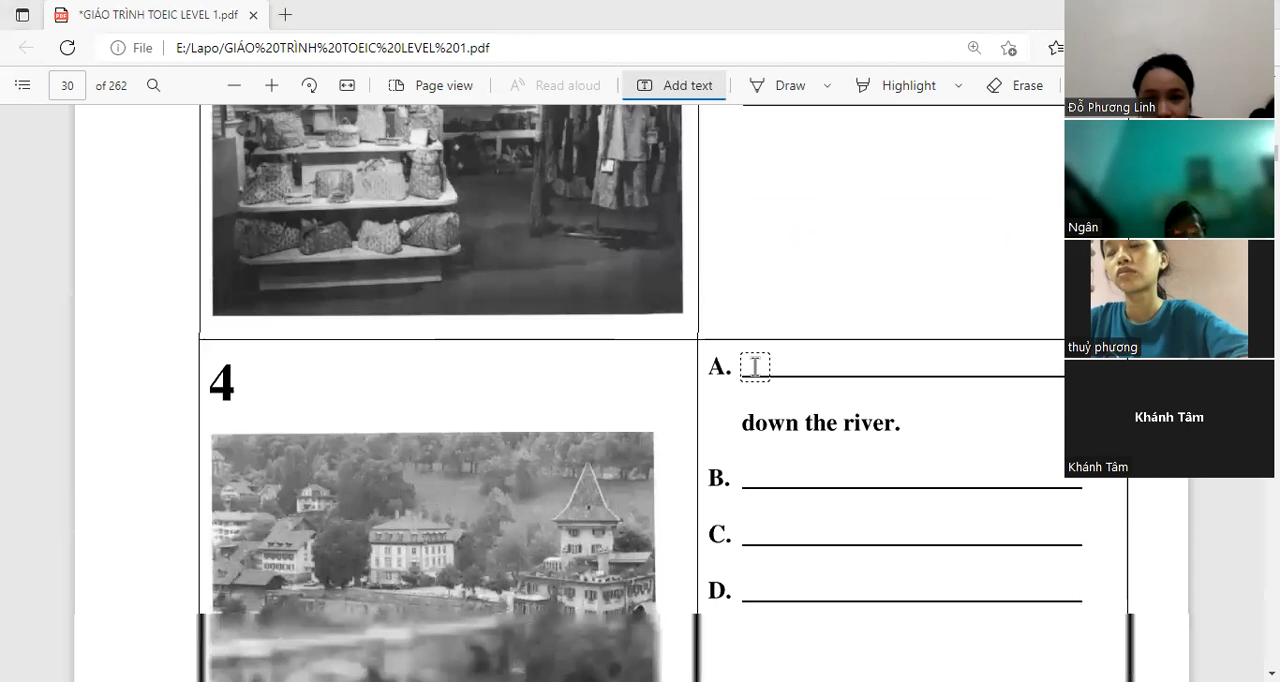 *GIÁO TRÌNH TOEIC LEVEL 1.pdf
File E:/Lapo/GIÁO%20TRÌNH%20TOEIC%20LEVEL%201.pdf
30 of 262 Page view Read aloud Add text Draw Highlight Erase
Đỗ Phương Linh
Ngân
thuỷ phương
Khánh Tâm
Khánh Tâm
4
A.
down the river.
B.
C.
D.